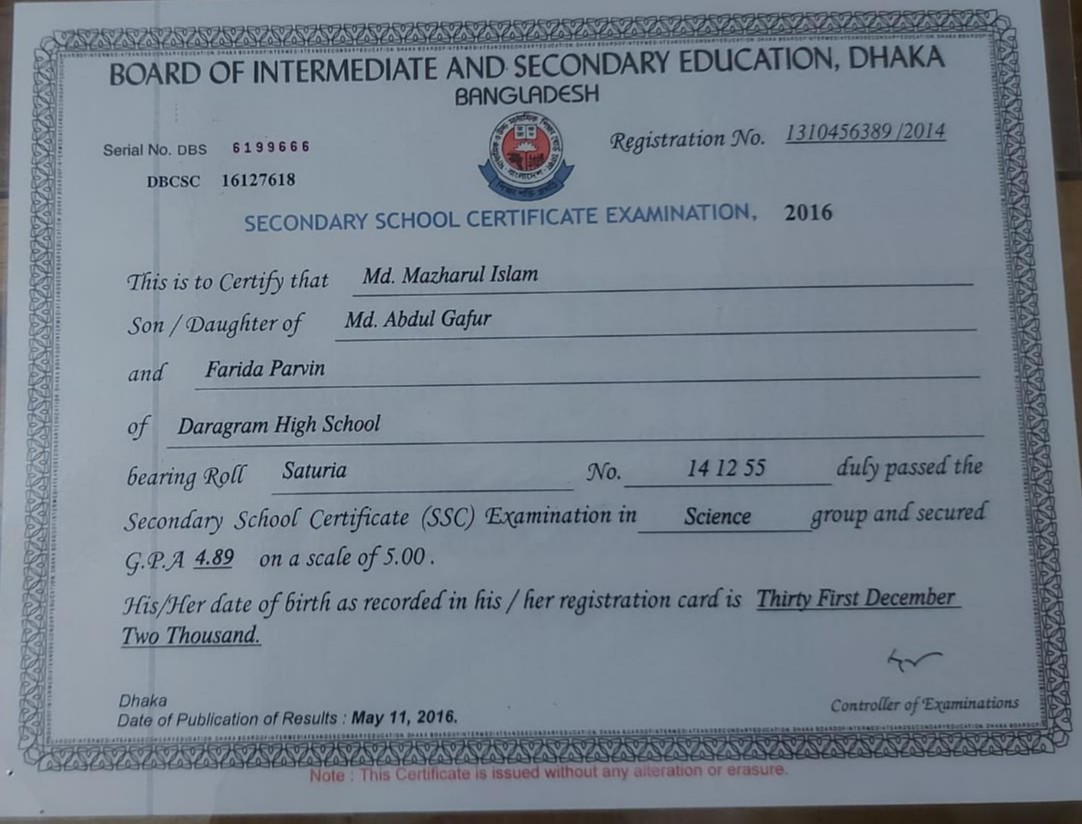 BOARD OF INTERMEDIATE AND SECONDARY EDUCATION, DHAKA
BANGLADESH
Serial No. DBS 6199666
Registration No. 1310456389 /2014
DBCSC 16127618
SECONDARY SCHOOL CERTIFICATE EXAMINATION, 2016
This is to Certify that Md. Mazharul Islam
Son / Daughter of Md. Abdul Gafur
and Farida Parvin
of Daragram High School
bearing Roll Saturia No. 14 12 55 duly passed the
Secondary School Certificate (SSC) Examination in Science group and secured
G.P.A 4.89 on a scale of 5.00 .
His/Her date of birth as recorded in his / her registration card is Thirty First December
Two Thousand.
Dhaka
Controller of Examinations
Date of Publication of Results : May 11, 2016.
Note : This Certificate is issued without any alteration or erasure.